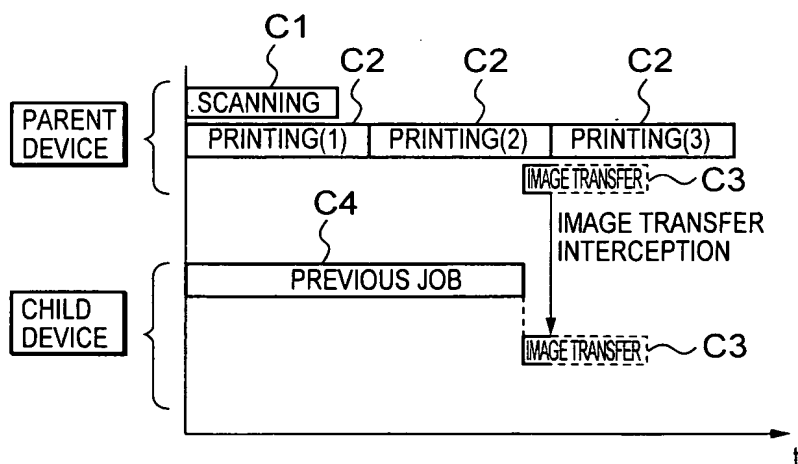 C1
C2
C2
C2
SCANNING
PARENT
DEVICE
PRINTING(1)
PRINTING(2)
PRINTING(3)
IMAGE TRANSFER
C3
C4
IMAGE TRANSFER
INTERCEPTION
PREVIOUS JOB
CHILD
DEVICE
IMAGE TRANSFER
C3
t